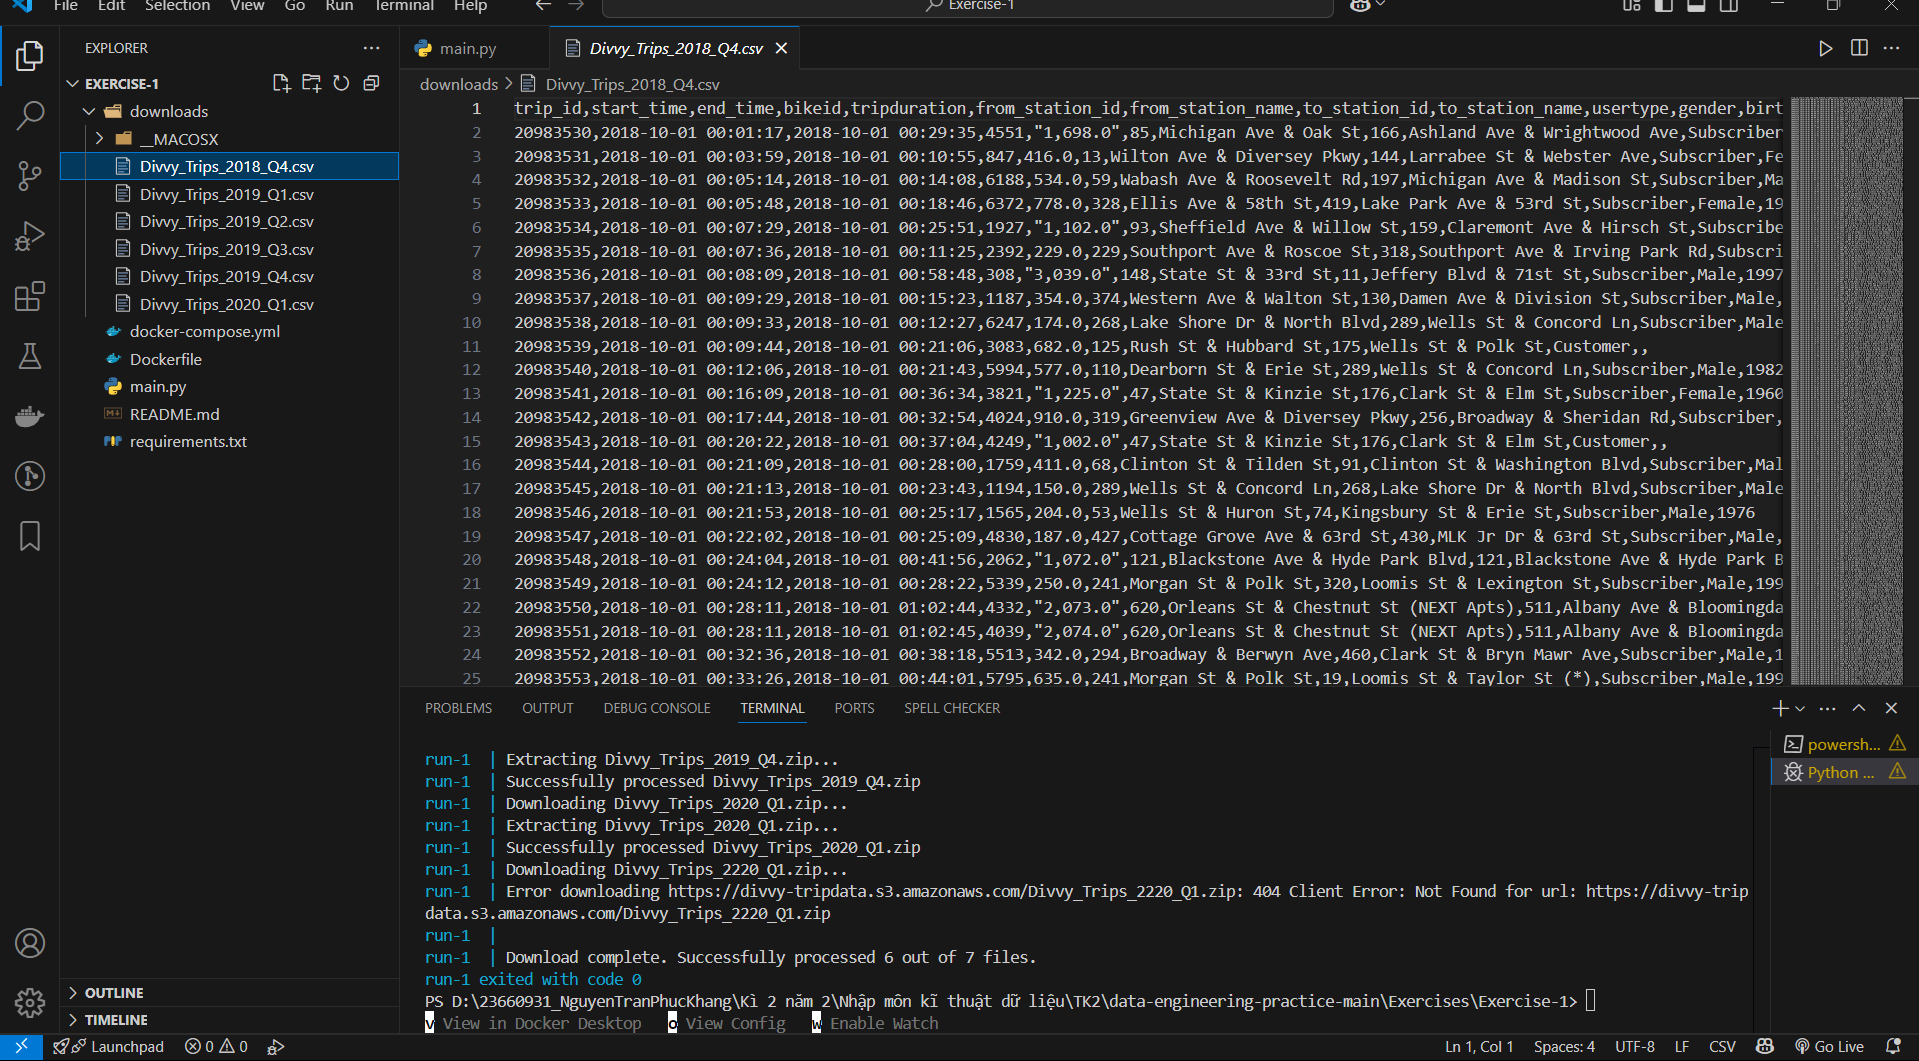 File Edit Selection View Go Run Terminal Help
Exercise-1
EXPLORER
EXERCISE-1
downloads
__MACOSX
Divvy_Trips_2018_Q4.csv
Divvy_Trips_2019_Q1.csv
Divvy_Trips_2019_Q2.csv
Divvy_Trips_2019_Q3.csv
Divvy_Trips_2019_Q4.csv
Divvy_Trips_2020_Q1.csv
docker-compose.yml
Dockerfile
main.py
README.md
requirements.txt
OUTLINE
TIMELINE
main.py
Divvy_Trips_2018_Q4.csv
downloads > Divvy_Trips_2018_Q4.csv
1 trip_id,start_time,end_time,bikeid,tripduration,from_station_id,from_station_name,to_station_id,to_station_name,usertype,gender,birt
2 20983530,2018-10-01 00:01:17,2018-10-01 00:29:35,4551,"1,698.0",85,Michigan Ave & Oak St,166,Ashland Ave & Wrightwood Ave,Subscriber
3 20983531,2018-10-01 00:03:59,2018-10-01 00:10:55,847,416.0,13,Wilton Ave & Diversey Pkwy,144,Larrabee St & Webster Ave,Subscriber,Fe
4 20983532,2018-10-01 00:05:14,2018-10-01 00:14:08,6188,534.0,59,Wabash Ave & Roosevelt Rd,197,Michigan Ave & Madison St,Subscriber,Ma
5 20983533,2018-10-01 00:05:48,2018-10-01 00:18:46,6372,778.0,328,Ellis Ave & 58th St,419,Lake Park Ave & 53rd St,Subscriber,Female,19
6 20983534,2018-10-01 00:07:29,2018-10-01 00:25:51,1927,"1,102.0",93,Sheffield Ave & Willow St,159,Claremont Ave & Hirsch St,Subscribe
7 20983535,2018-10-01 00:07:36,2018-10-01 00:11:25,2392,229.0,229,Southport Ave & Roscoe St,318,Southport Ave & Irving Park Rd,Subscri
8 20983536,2018-10-01 00:08:09,2018-10-01 00:58:48,308,"3,039.0",148,State St & 33rd St,11,Jeffery Blvd & 71st St,Subscriber,Male,1997
9 20983537,2018-10-01 00:09:29,2018-10-01 00:15:23,1187,354.0,374,Western Ave & Walton St,130,Damen Ave & Division St,Subscriber,Male,
10 20983538,2018-10-01 00:09:33,2018-10-01 00:12:27,6247,174.0,268,Lake Shore Dr & North Blvd,289,Wells St & Concord Ln,Subscriber,Male
11 20983539,2018-10-01 00:09:44,2018-10-01 00:21:06,3083,682.0,125,Rush St & Hubbard St,175,Wells St & Polk St,Customer,,
12 20983540,2018-10-01 00:12:06,2018-10-01 00:21:43,5994,577.0,110,Dearborn St & Erie St,289,Wells St & Concord Ln,Subscriber,Male,1982
13 20983541,2018-10-01 00:16:09,2018-10-01 00:36:34,3821,"1,225.0",47,State St & Kinzie St,176,Clark St & Elm St,Subscriber,Female,1960
14 20983542,2018-10-01 00:17:44,2018-10-01 00:32:54,4024,910.0,319,Greenview Ave & Diversey Pkwy,256,Broadway & Sheridan Rd,Subscriber,
15 20983543,2018-10-01 00:20:22,2018-10-01 00:37:04,4249,"1,002.0",47,State St & Kinzie St,176,Clark St & Elm St,Customer,,
16 20983544,2018-10-01 00:21:09,2018-10-01 00:28:00,1759,411.0,68,Clinton St & Tilden St,91,Clinton St & Washington Blvd,Subscriber,Mal
17 20983545,2018-10-01 00:21:13,2018-10-01 00:23:43,1194,150.0,289,Wells St & Concord Ln,268,Lake Shore Dr & North Blvd,Subscriber,Male
18 20983546,2018-10-01 00:21:53,2018-10-01 00:25:17,1565,204.0,53,Wells St & Huron St,74,Kingsbury St & Erie St,Subscriber,Male,1976
19 20983547,2018-10-01 00:22:02,2018-10-01 00:25:09,4830,187.0,427,Cottage Grove Ave & 63rd St,430,MLK Jr Dr & 63rd St,Subscriber,Male,
20 20983548,2018-10-01 00:24:04,2018-10-01 00:41:56,2062,"1,072.0",121,Blackstone Ave & Hyde Park Blvd,121,Blackstone Ave & Hyde Park B
21 20983549,2018-10-01 00:24:12,2018-10-01 00:28:22,5339,250.0,241,Morgan St & Polk St,320,Loomis St & Lexington St,Subscriber,Male,199
22 20983550,2018-10-01 00:28:11,2018-10-01 01:02:44,4332,"2,073.0",620,Orleans St & Chestnut St (NEXT Apts),511,Albany Ave & Bloomingda
23 20983551,2018-10-01 00:28:11,2018-10-01 01:02:45,4039,"2,074.0",620,Orleans St & Chestnut St (NEXT Apts),511,Albany Ave & Bloomingda
24 20983552,2018-10-01 00:32:36,2018-10-01 00:38:18,5513,342.0,294,Broadway & Berwyn Ave,460,Clark St & Bryn Mawr Ave,Subscriber,Male,1
25 20983553,2018-10-01 00:33:26,2018-10-01 00:44:01,5795,635.0,241,Morgan St & Polk St,19,Loomis St & Taylor St (*),Subscriber,Male,199
PROBLEMS OUTPUT DEBUG CONSOLE TERMINAL PORTS SPELL CHECKER
powersh...
Python ...
run-1 | Extracting Divvy_Trips_2019_Q4.zip...
run-1 | Successfully processed Divvy_Trips_2019_Q4.zip
run-1 | Downloading Divvy_Trips_2020_Q1.zip...
run-1 | Extracting Divvy_Trips_2020_Q1.zip...
run-1 | Successfully processed Divvy_Trips_2020_Q1.zip
run-1 | Downloading Divvy_Trips_2220_Q1.zip...
run-1 | Error downloading https://divvy-tripdata.s3.amazonaws.com/Divvy_Trips_2220_Q1.zip: 404 Client Error: Not Found for url: https://divvy-trip
data.s3.amazonaws.com/Divvy_Trips_2220_Q1.zip
run-1 |
run-1 | Download complete. Successfully processed 6 out of 7 files.
run-1 exited with code 0
PS D:\23660931_NguyenTranPhucKhang\Kì 2 năm 2\Nhập môn kĩ thuật dữ liệu\TK2\data-engineering-practice-main\Exercises\Exercise-1>
v View in Docker Desktop o View Config w Enable Watch
Launchpad 0 0 Ln 1, Col 1 Spaces: 4 UTF-8 LF CSV Go Live